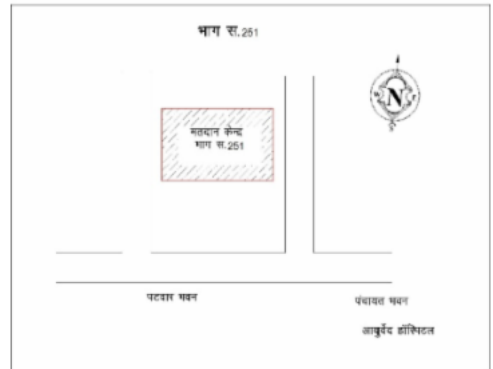 भाग स.251
N
मतदान केन्द
भाग स.251
पटवार भवन
पंचायत भवन
आयुर्वेद हॉस्पिटल